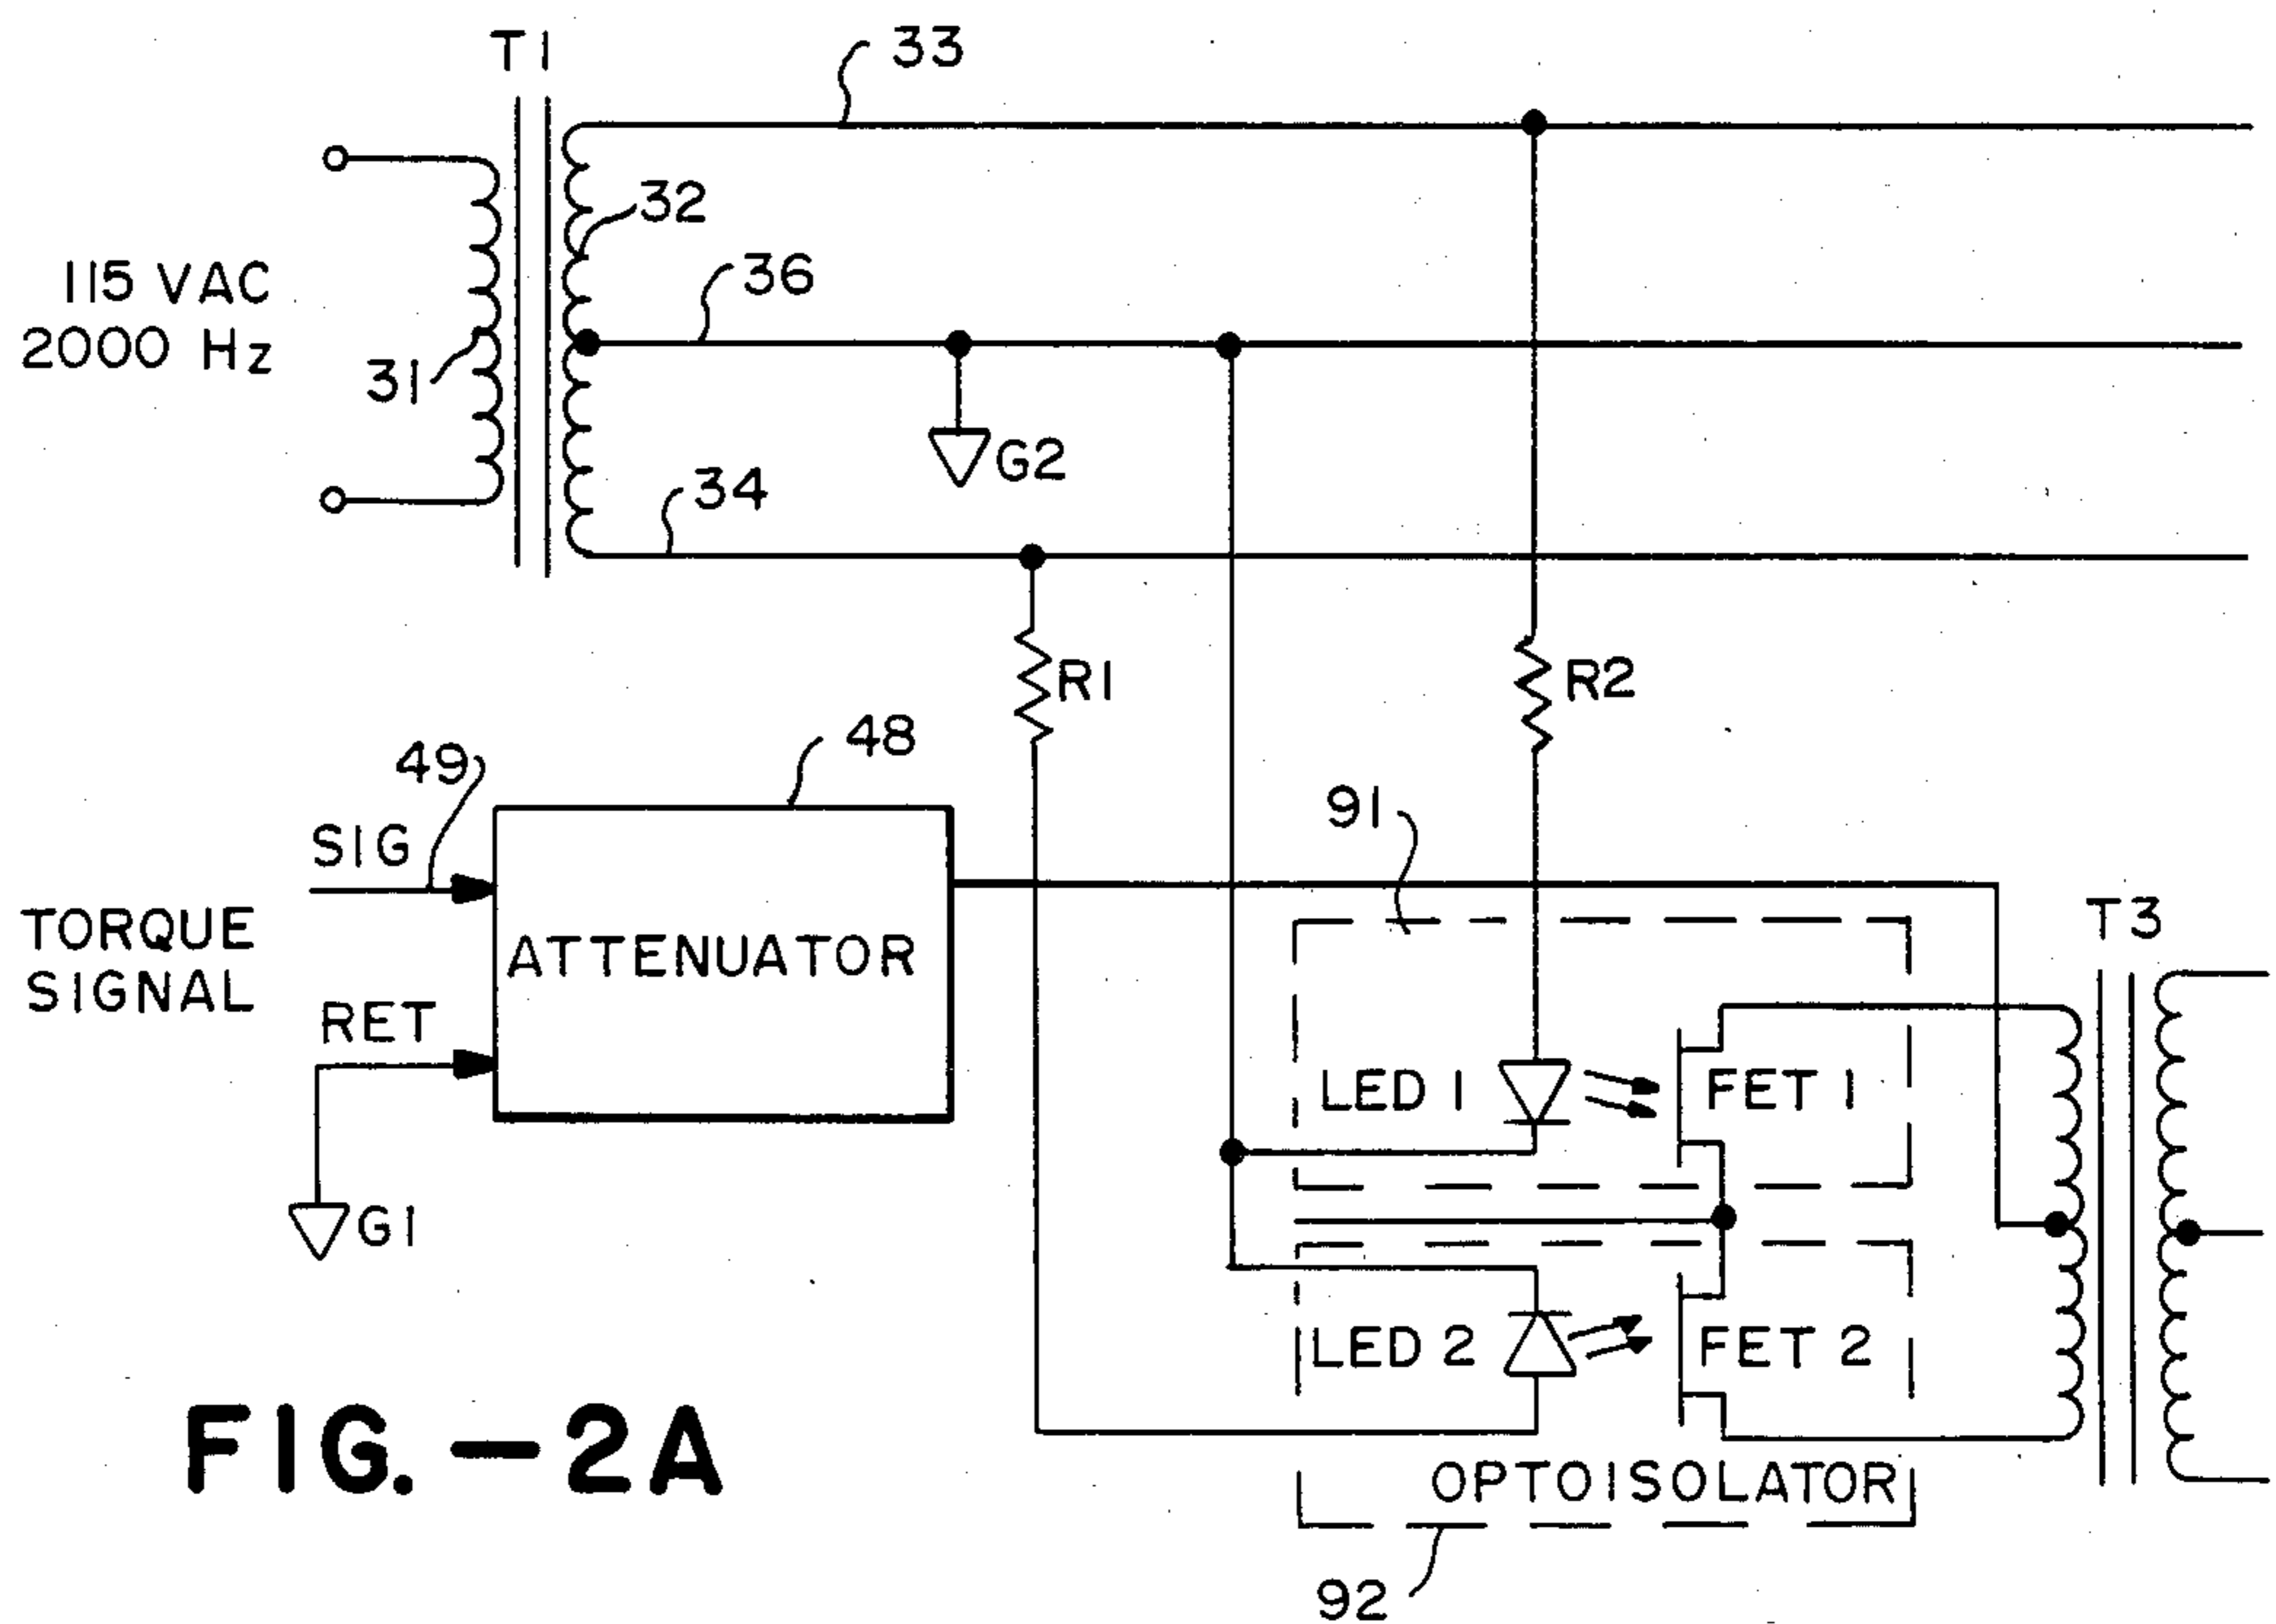 T1
33
32
115 VAC
2000 Hz
36
31
G2
34
R1
R2
48
49
91
SIG
TORQUE
SIGNAL
ATTENUATOR
T3
RET
LED 1
FET 1
G1
LED 2
FET 2
FIG.-2A
OPTOISOLATOR
92